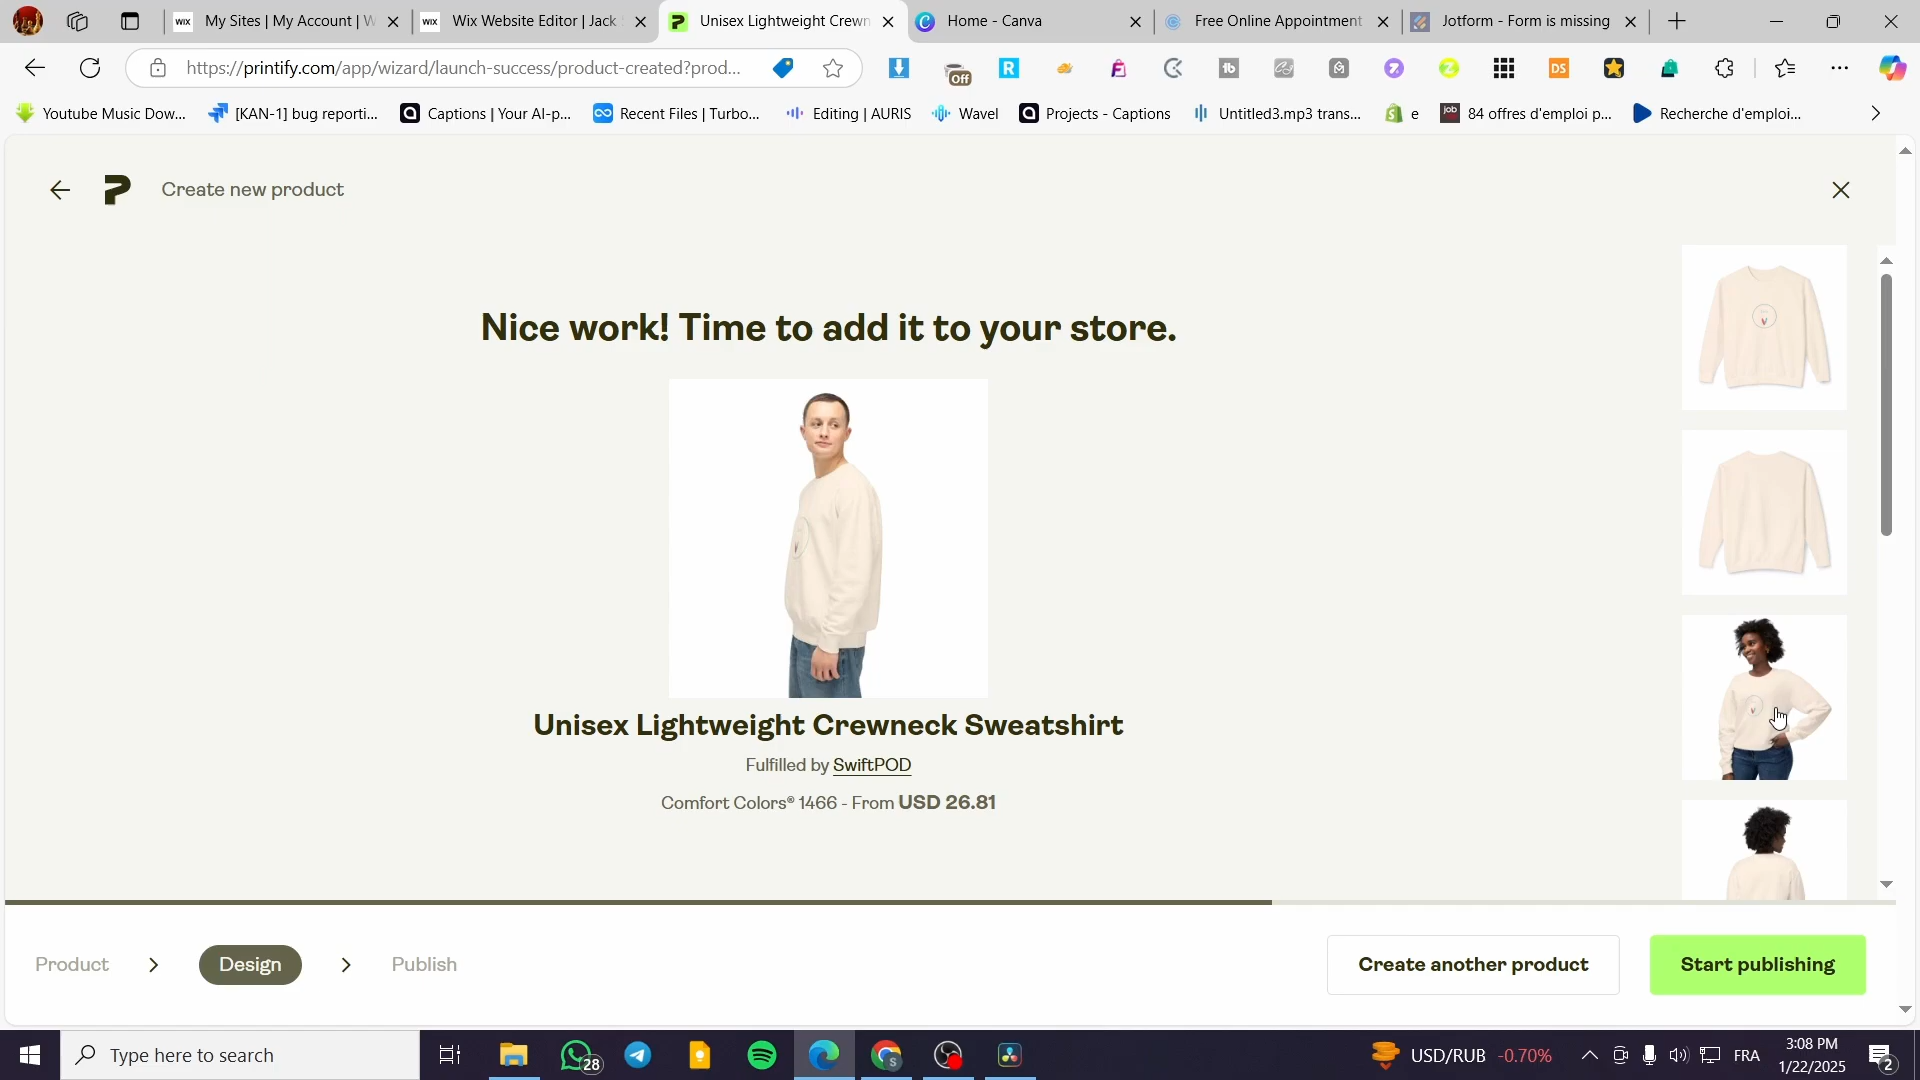 My Sites | My Account | W
Wix Website Editor | Jack
Unisex Lightweight Crewn
Home - Canva
Free Online Appointment
Jotform - Form is missing
https://printify.com/app/wizard/launch-success/product-created?prod...
Off
Youtube Music Dow...
[KAN-1] bug reporti...
Captions | Your AI-p...
Recent Files | Turbo...
Editing | AURIS
Wavel
Projects - Captions
Untitled3.mp3 trans...
e
84 offres d'emploi p...
Recherche d'emploi...
Create new product
Nice work! Time to add it to your store.
Unisex Lightweight Crewneck Sweatshirt
Fulfilled by SwiftPOD
Comfort Colors® 1466 - From USD 26.81
Product
Design
Publish
Create another product
Start publishing
Type here to search
28
USD/RUB -0.70%
FRA
3:08 PM
1/22/2025
2